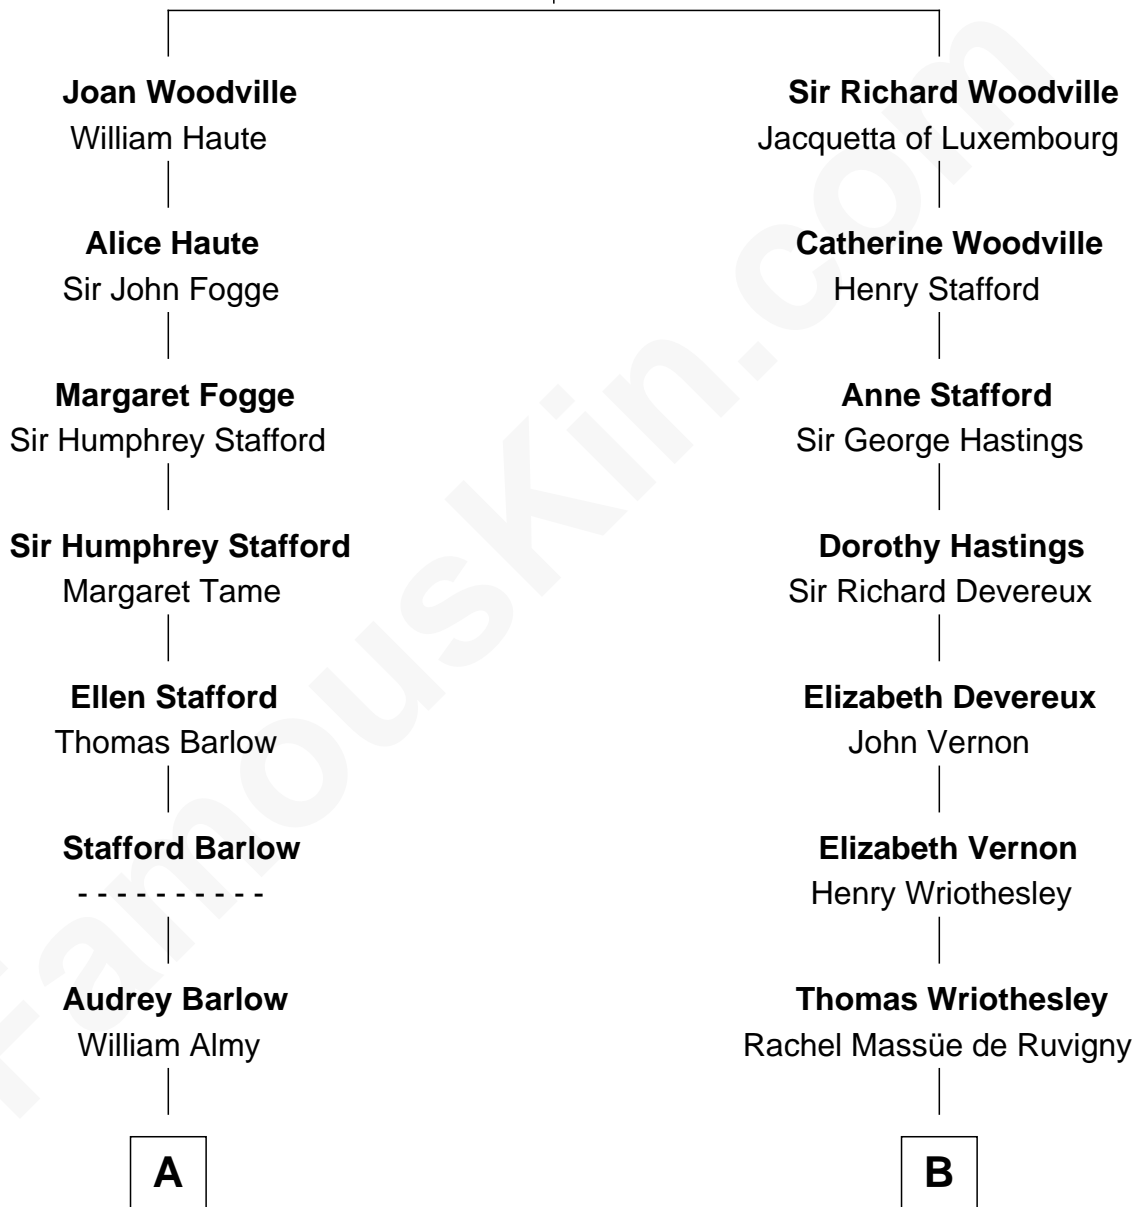 Joan Woodville
William Haute
Alice Haute
Sir John Fogge
Margaret Fogge
Sir Humphrey Stafford
Sir Humphrey Stafford
Margaret Tame
Ellen Stafford
Thomas Barlow
Stafford Barlow
- - - - - - - - - -
Audrey Barlow
William Almy
A
Sir Richard Woodville
Jacquetta of Luxembourg
Catherine Woodville
Henry Stafford
Anne Stafford
Sir George Hastings
Dorothy Hastings
Sir Richard Devereux
Elizabeth Devereux
John Vernon
Elizabeth Vernon
Henry Wriothesley
Thomas Wriothesley
Rachel Massüe de Ruvigny
B
FamousKin.com